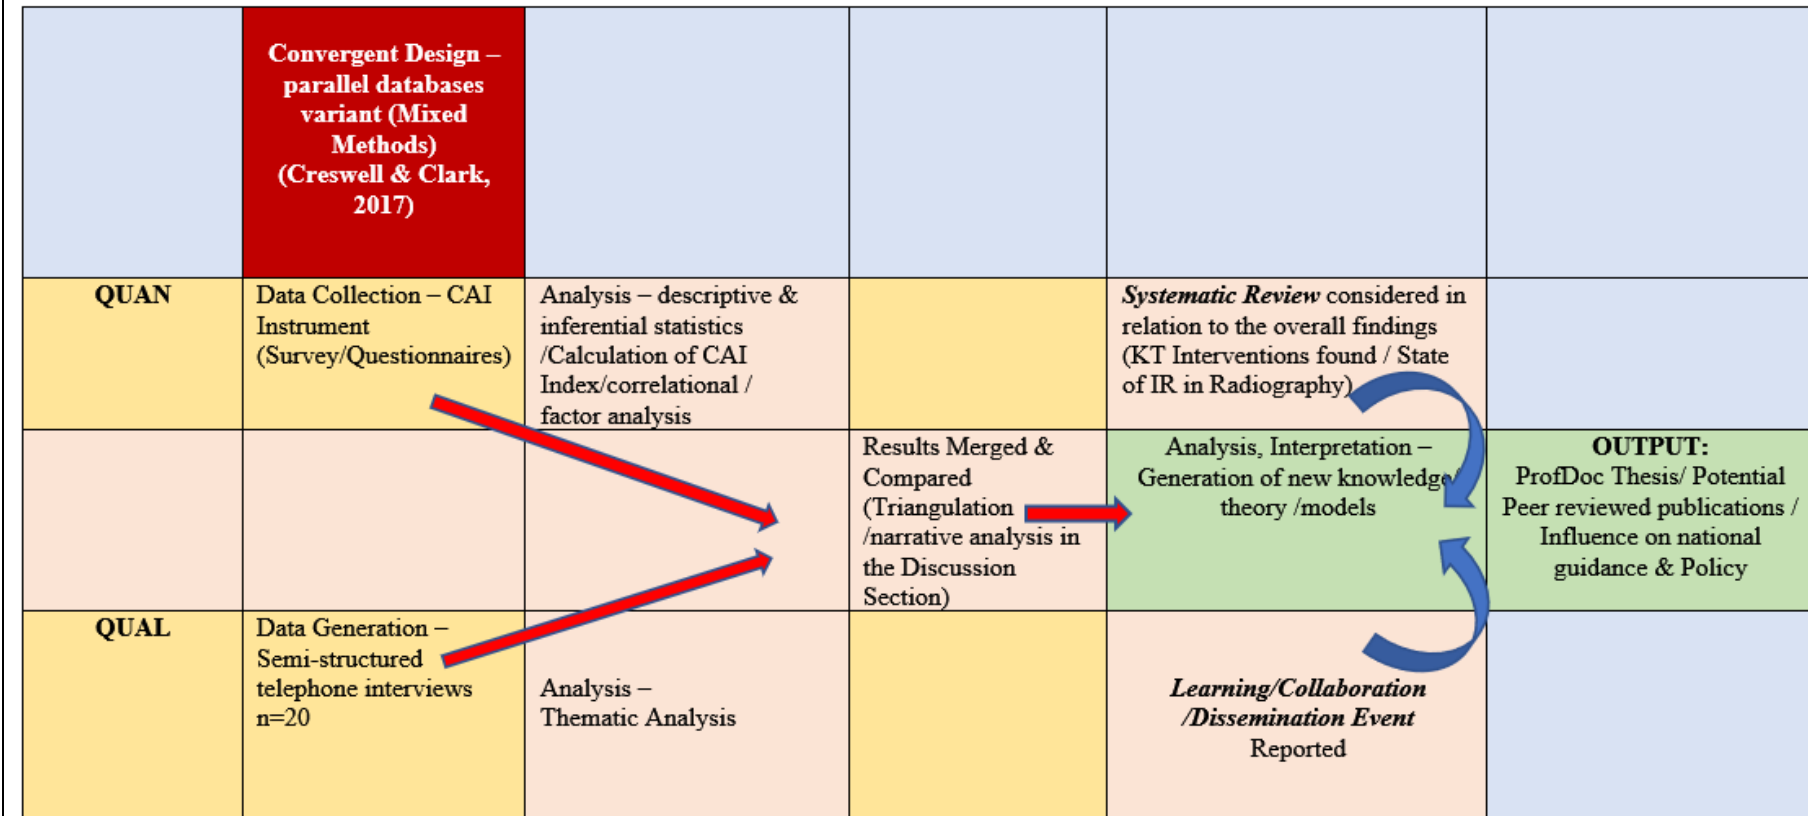 Convergent Design –
parallel databases
variant (Mixed
Methods)
(Creswell & Clark,
2017)
QUAN
Data Collection – CAI
Instrument
(Survey/Questionnaires)
Analysis – descriptive &
inferential statistics
/Calculation of CAI
Index/correlational /
factor analysis
Systematic Review considered in
relation to the overall findings
(KT Interventions found / State
of IR in Radiography)
Results Merged &
Compared
(Triangulation
/narrative analysis in
the Discussion
Section)
Analysis, Interpretation –
Generation of new knowledge/
theory /models
OUTPUT:
ProfDoc Thesis/ Potential
Peer reviewed publications /
Influence on national
guidance & Policy
QUAL
Data Generation –
Semi-structured
telephone interviews
n=20
Analysis –
Thematic Analysis
Learning/Collaboration
/Dissemination Event
Reported